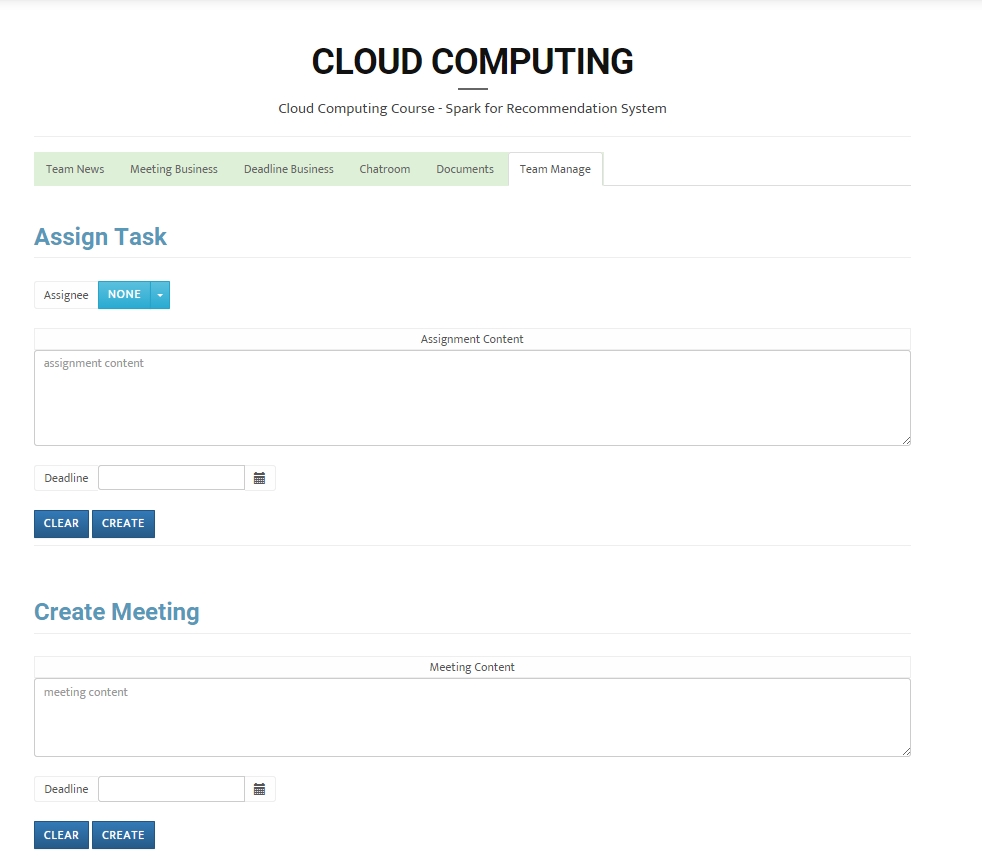 CLOUD COMPUTING
Cloud Computing Course - Spark for Recommendation System
Team News Meeting Business Deadline Business Chatroom Documents Team Manage
Assign Task
Assignee NONE
Assignment Content
assignment content
Deadline
CLEAR CREATE
Create Meeting
Meeting Content
meeting content
Deadline
CLEAR CREATE